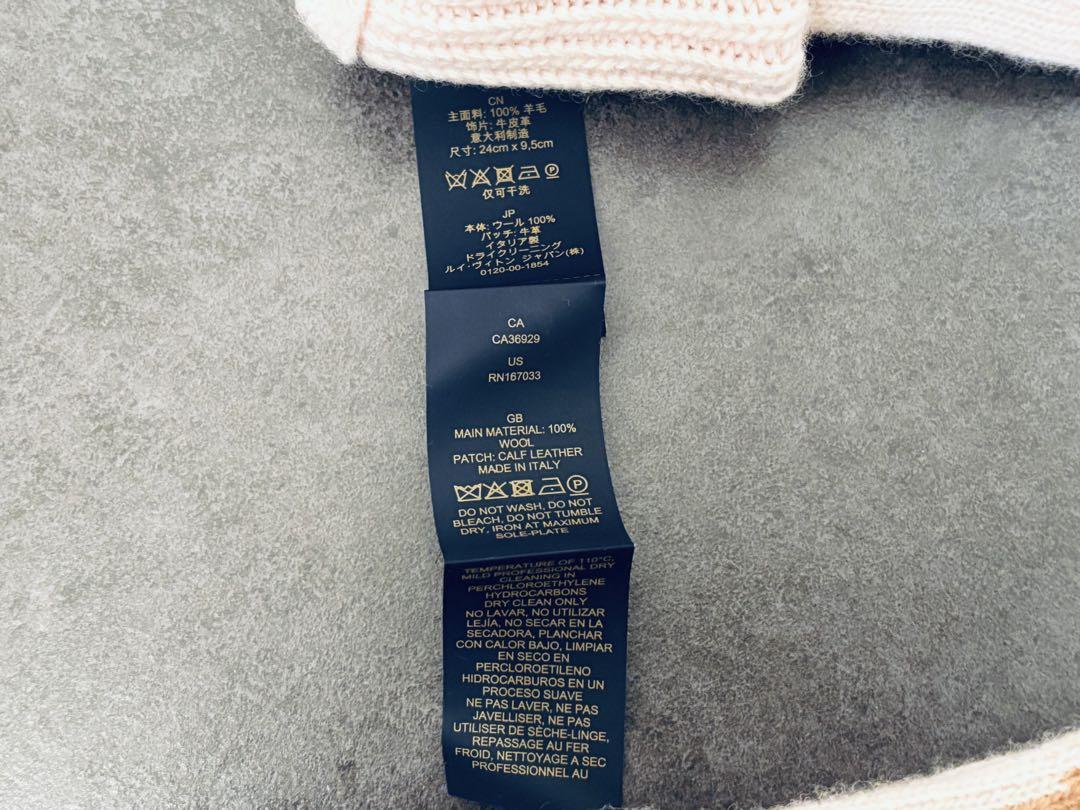 CN
主面料: 100% 羊毛
饰片: 牛皮革
意大利制造
尺寸: 24cm x 9,5cm
仅可干洗
JP
本体: ウール 100%
パッチ: 牛革
イタリア製
ドライクリーニング
ルイ・ヴィトン ジャパン(株)
0120-00-1854
CA
CA36929
US
RN167033
GB
MAIN MATERIAL: 100%
WOOL
PATCH: CALF LEATHER
MADE IN ITALY
DO NOT WASH, DO NOT
BLEACH, DO NOT TUMBLE
DRY, IRON AT MAXIMUM
SOLE-PLATE
TEMPERATURE OF 110°C,
MILD PROFESSIONAL DRY
CLEANING IN
PERCHLOROETHYLENE
HYDROCARBONS
DRY CLEAN ONLY
NO LAVAR, NO UTILIZAR
LEJÍA, NO SECAR EN LA
SECADORA, PLANCHAR
CON CALOR BAJO, LIMPIAR
EN SECO EN
PERCLOROETILENO
HIDROCARBUROS EN UN
PROCESO SUAVE
NE PAS LAVER, NE PAS
JAVELLISER, NE PAS
UTILISER DE SÈCHE-LINGE,
REPASSAGE AU FER
FROID, NETTOYAGE A SEC
PROFESSIONNEL AU